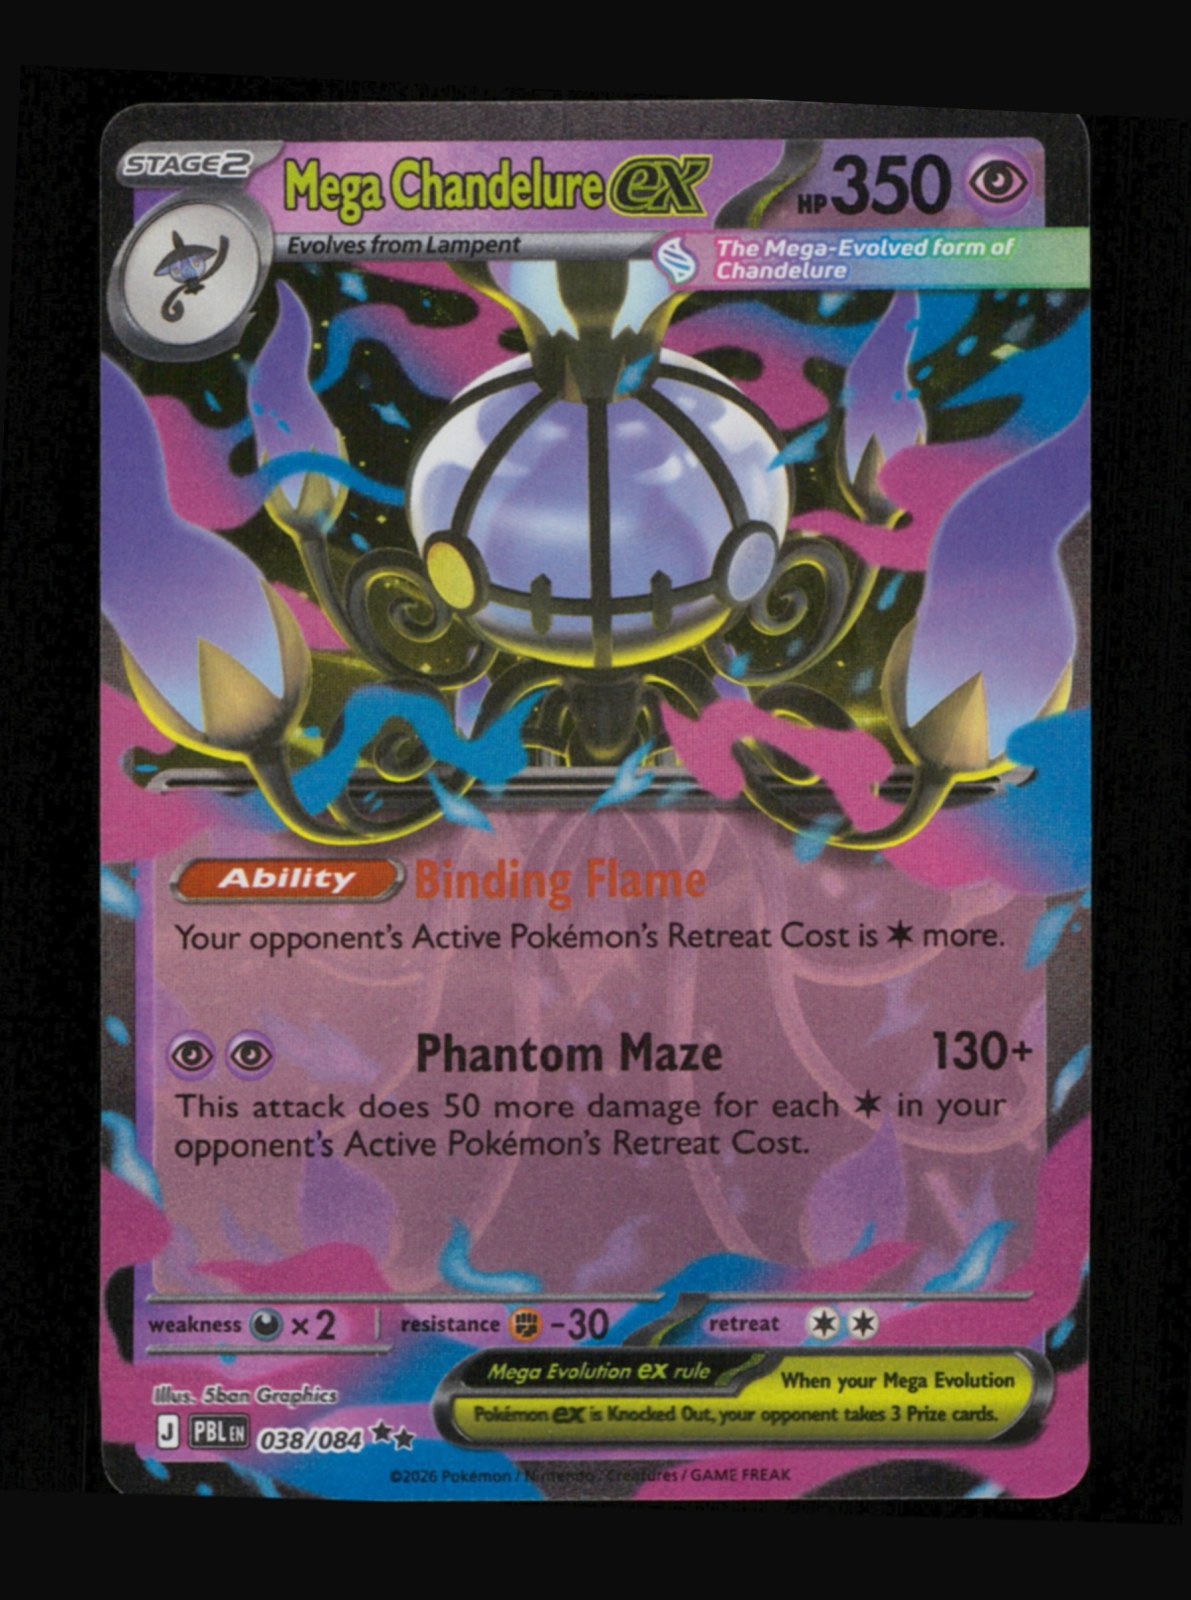 STAGE2
Mega Chandelure ex
HP 350
Evolves from Lampent
The Mega-Evolved form of
Chandelure
Ability Binding Flame
Your opponent's Active Pokémon's Retreat Cost is more.
Phantom Maze 130+
This attack does 50 more damage for each in your
opponent's Active Pokémon's Retreat Cost.
weakness ×2 resistance -30 retreat
Mega Evolution ex rule When your Mega Evolution
Pokémon ex is Knocked Out, your opponent takes 3 Prize cards.
Illus. 5ban Graphics
J PBL EN 038/084
©2026 Pokémon / Nintendo / Creatures / GAME FREAK